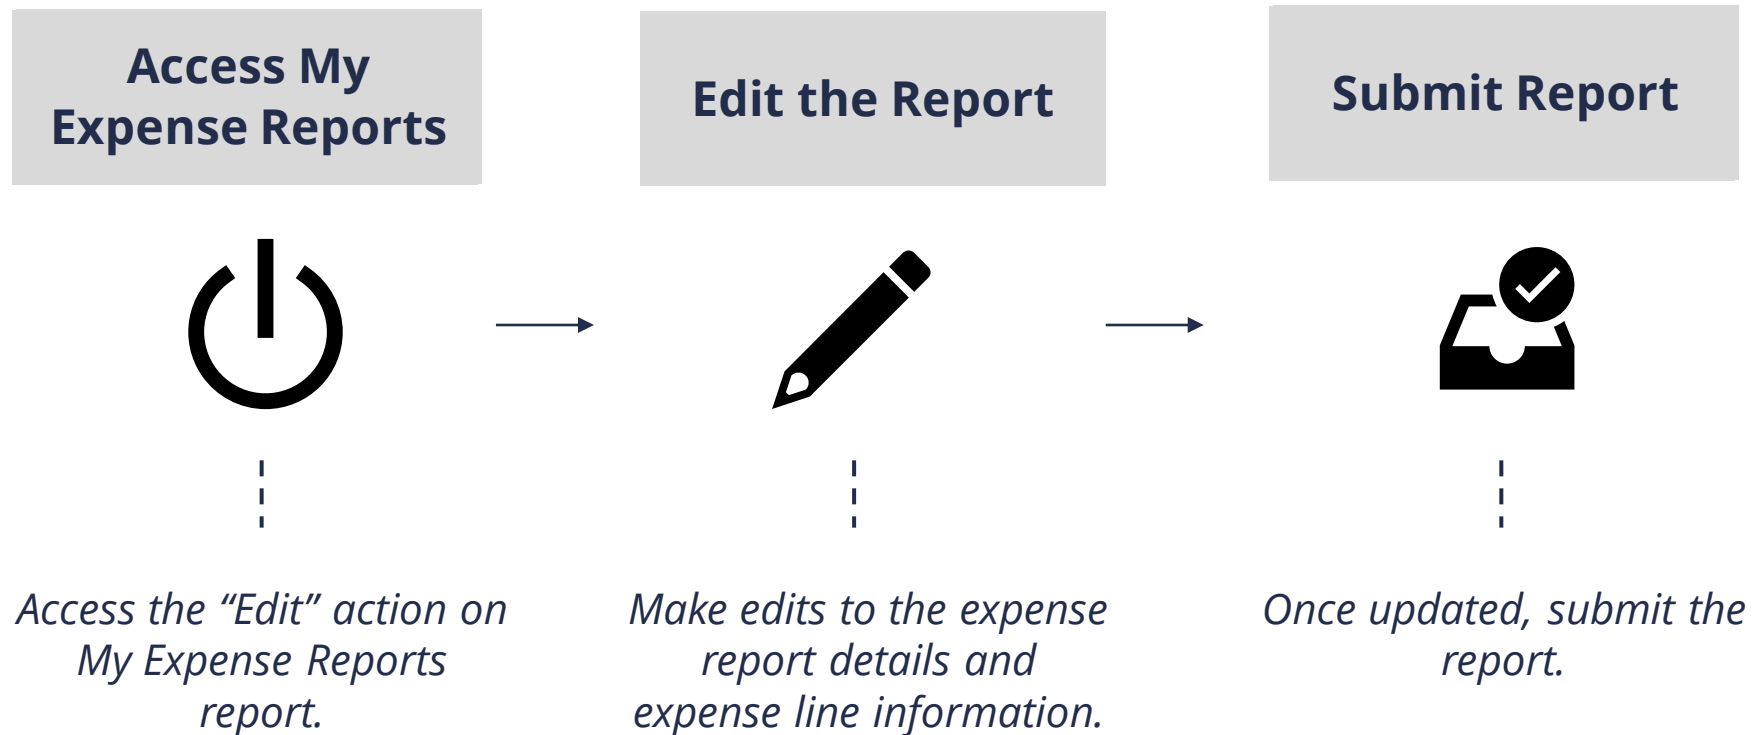 Access My
Expense Reports
Edit the Report
Submit Report
Access the “Edit” action on
My Expense Reports
report.
Make edits to the expense
report details and
expense line information.
Once updated, submit the
report.